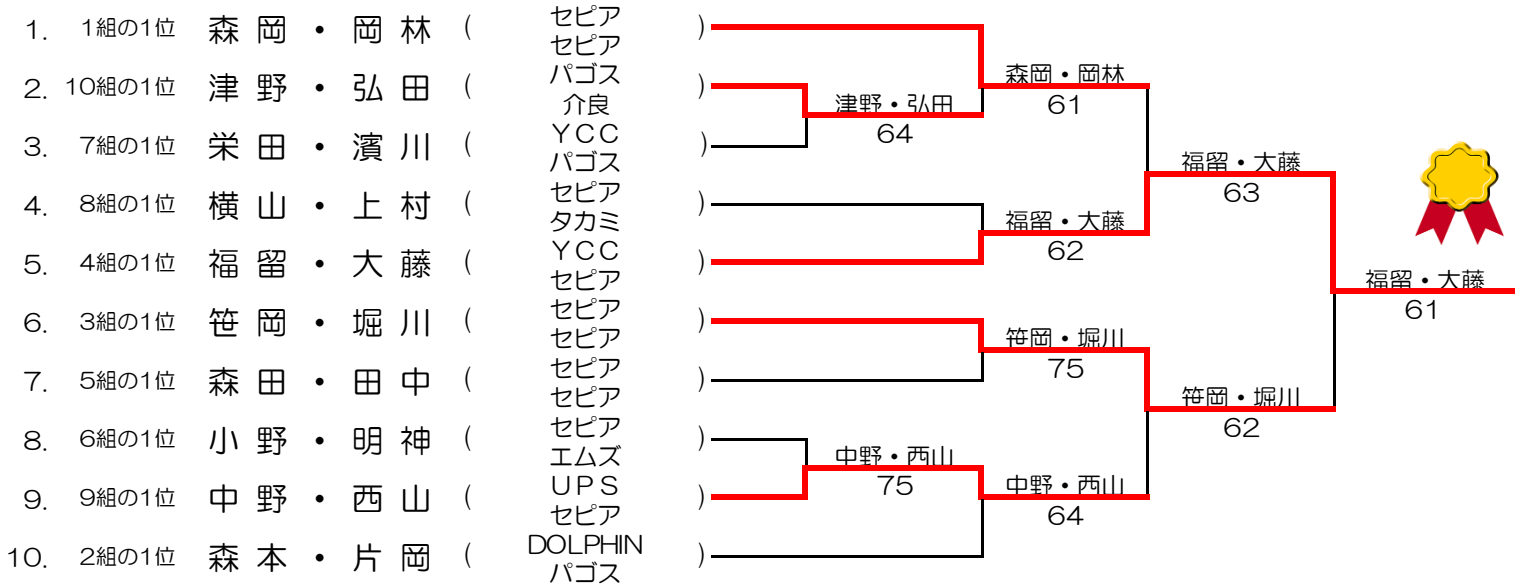 1. 1組の1位 森岡・岡林 ( セピア セピア )
2. 10組の1位 津野・弘田 ( パゴス 介良 )
3. 7組の1位 栄田・濱川 ( YCC パゴス )
4. 8組の1位 横山・上村 ( セピア タカミ )
5. 4組の1位 福留・大藤 ( YCC セピア )
6. 3組の1位 笹岡・堀川 ( セピア セピア )
7. 5組の1位 森田・田中 ( セピア セピア )
8. 6組の1位 小野・明神 ( セピア エムズ )
9. 9組の1位 中野・西山 ( UPS セピア )
10. 2組の1位 森本・片岡 ( DOLPHIN パゴス )
津野・弘田
64
中野・西山
75
森岡・岡林
61
福留・大藤
62
笹岡・堀川
75
中野・西山
64
福留・大藤
63
笹岡・堀川
62
福留・大藤
61